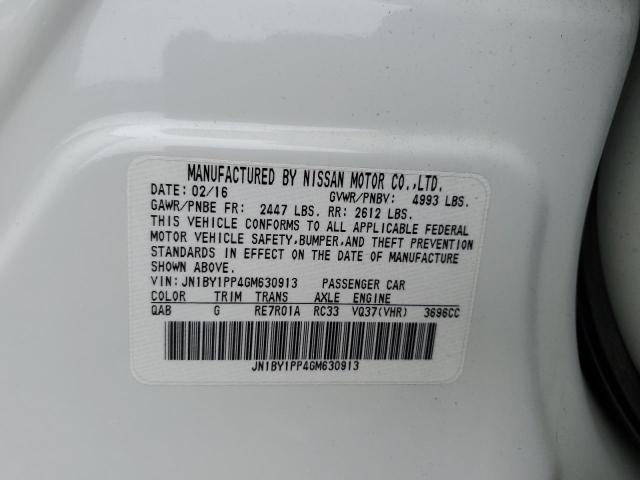 MANUFACTURED BY NISSAN MOTOR CO.,LTD.
DATE: 02/16 GVWR/PNBV: 4993 LBS.
GAWR/PNBE FR: 2447 LBS. RR: 2612 LBS.
THIS VEHICLE CONFORMS TO ALL APPLICABLE FEDERAL
MOTOR VEHICLE SAFETY,BUMPER,AND THEFT PREVENTION
STANDARDS IN EFFECT ON THE DATE OF MANUFACTURE
SHOWN ABOVE.
VIN: JN1BY1PP4GM630913 PASSENGER CAR
COLOR TRIM TRANS AXLE ENGINE
QAB G RE7R01A RC33 VQ37(VHR) 3696CC
JN1BY1PP4GM630913